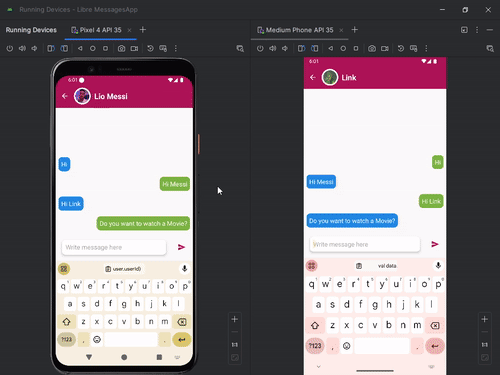 Running Devices - Libre MessagesApp
Running Devices
Pixel 4 API 35
Medium Phone API 35
6:01
Lio Messi
Hi
Hi Messi
Hi Link
Do you want to watch a Movie?
Write message here
user.userId)
q w e r t y u i o p
a s d f g h j k l
z x c v b n m
?123 , .
1:1
6:01
Link
Hi
Hi Messi
Hi Link
Do you want to watch a Movie?
Write message here
val data
q w e r t y u i o p
a s d f g h j k l
z x c v b n m
?123 , .
1:1